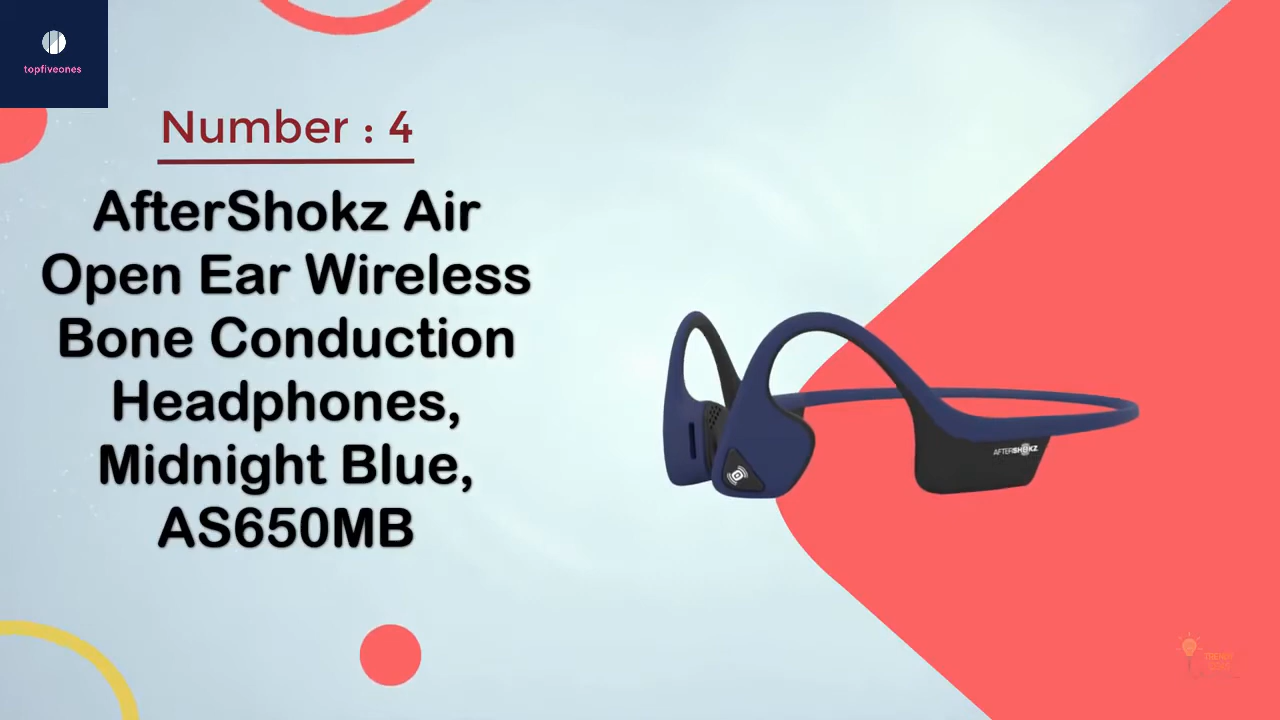 topfiveones
Number : 4
AfterShokz Air
Open Ear Wireless
Bone Conduction
Headphones,
Midnight Blue,
AS650MB
AFTERSHOKZ